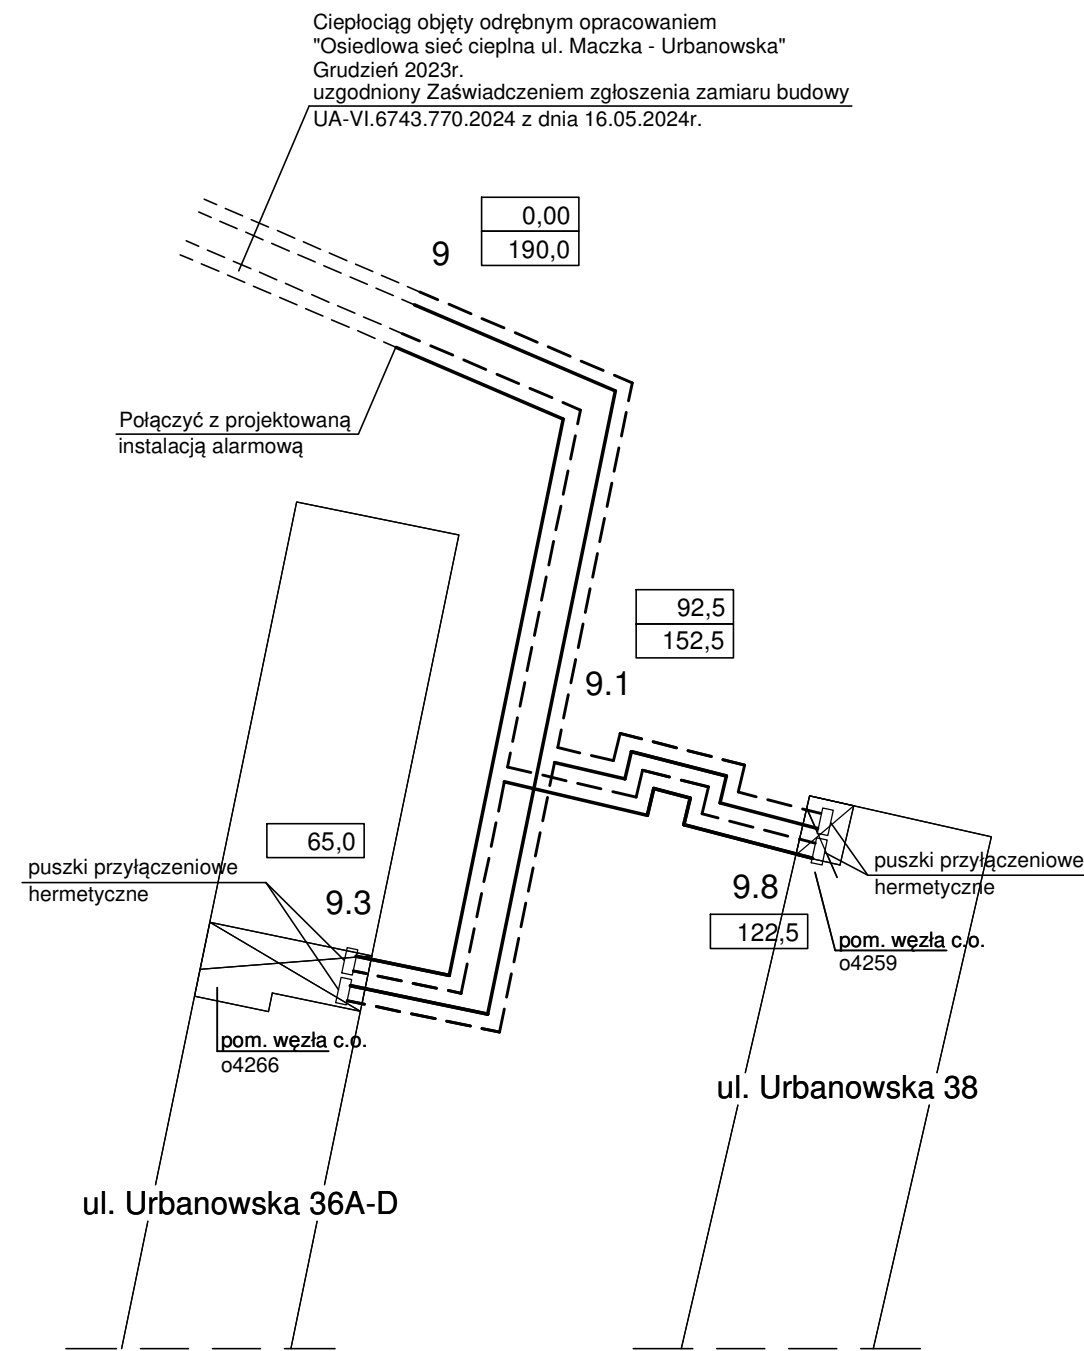 Ciepłociąg objęty odrębnym opracowaniem
"Osiedlowa sieć cieplna ul. Maczka - Urbanowska"
Grudzień 2023r.
uzgodniony Zaświadczeniem zgłoszenia zamiaru budowy
UA-VI.6743.770.2024 z dnia 16.05.2024r.
0,00
9
190,0
Połączyć z projektowaną
instalacją alarmową
92,5
152,5
9.1
65,0
puszki przyłączeniowe
hermetyczne
9.3
puszki przyłączeniowe
hermetyczne
9.8
122,5
pom. węzła c.o.
o4259
pom. węzła c.o.
o4266
ul. Urbanowska 38
ul. Urbanowska 36A-D